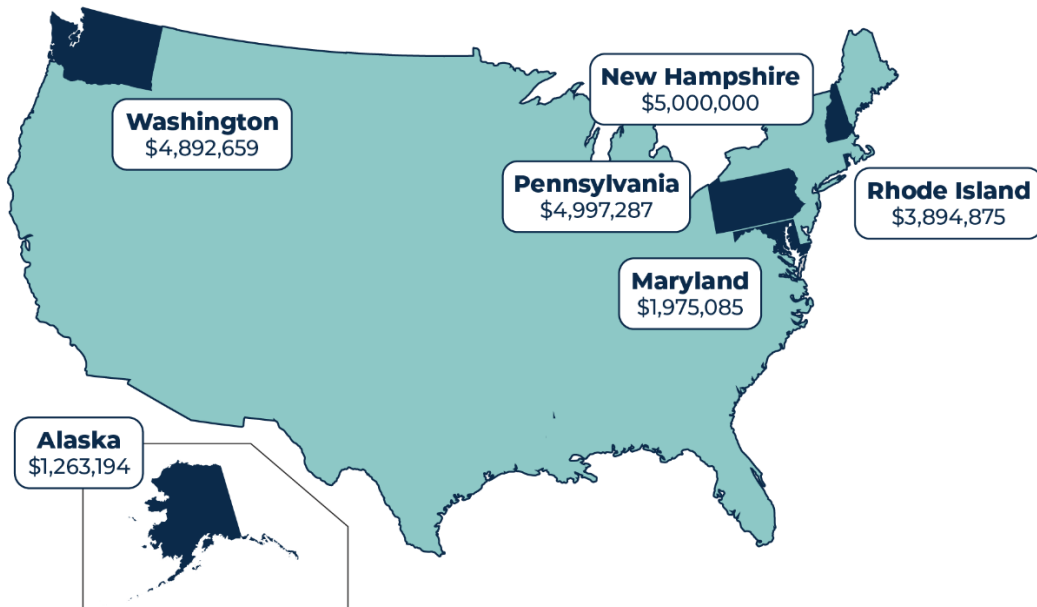 New Hampshire
$5,000,000
Washington
$4,892,659
Pennsylvania
$4,997,287
Rhode Island
$3,894,875
Maryland
$1,975,085
Alaska
$1,263,194